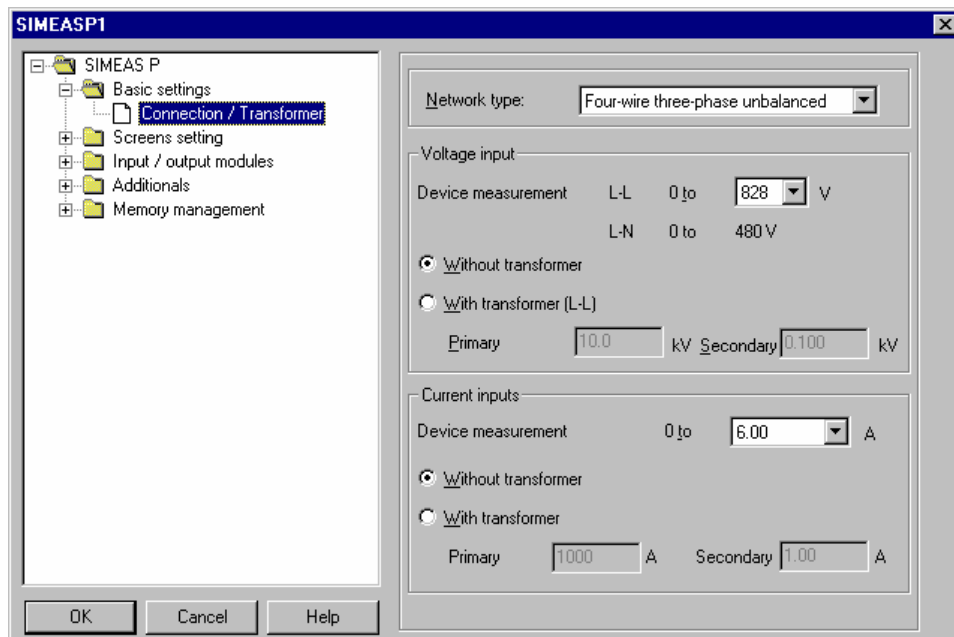 SIMEASP1
SIMEAS P
Basic settings
Connection / Transformer
Screens setting
Input / output modules
Additionals
Memory management
OK
Cancel
Help
Network type:
Four-wire three-phase unbalanced
Voltage input
Device measurement L-L 0 to 828 V
L-N 0 to 480 V
Without transformer
With transformer (L-L)
Primary 10.0 kV Secondary 0.100 kV
Current inputs
Device measurement 0 to 6.00 A
Without transformer
With transformer
Primary 1000 A Secondary 1.00 A